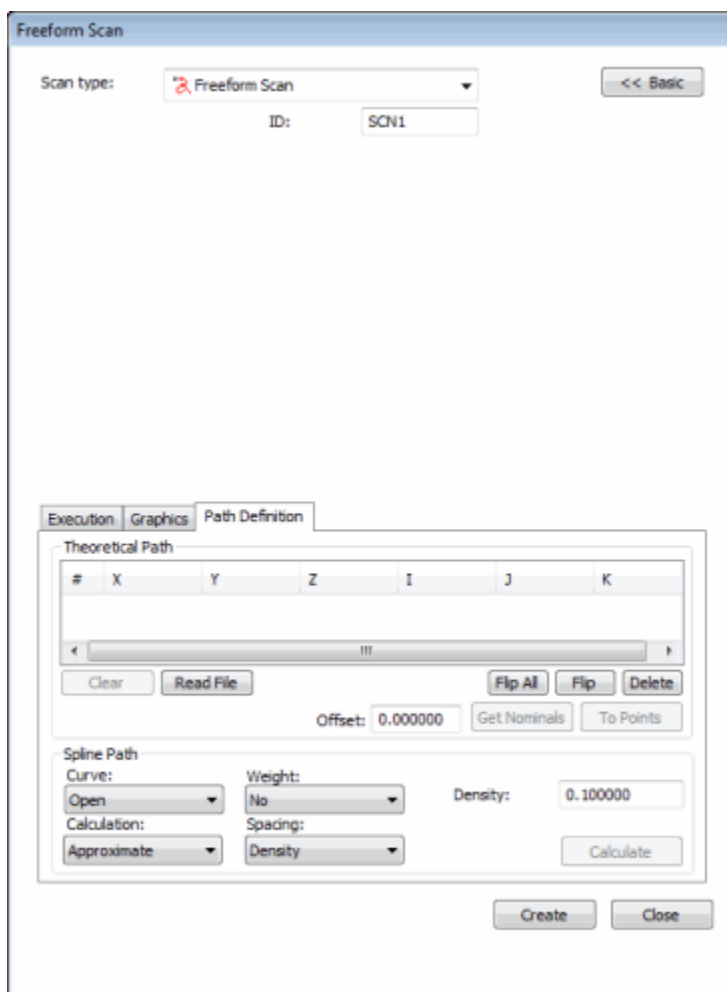 Freeform Scan
Scan type: Freeform Scan << Basic
ID: SCN1
Execution Graphics Path Definition
Theoretical Path
# X Y Z I J K
Clear Read File Flip All Flip Delete
Offset: 0.000000 Get Nominals To Points
Spline Path
Curve: Weight:
Open No Density: 0.100000
Calculation: Spacing:
Approximate Density Calculate
Create Close